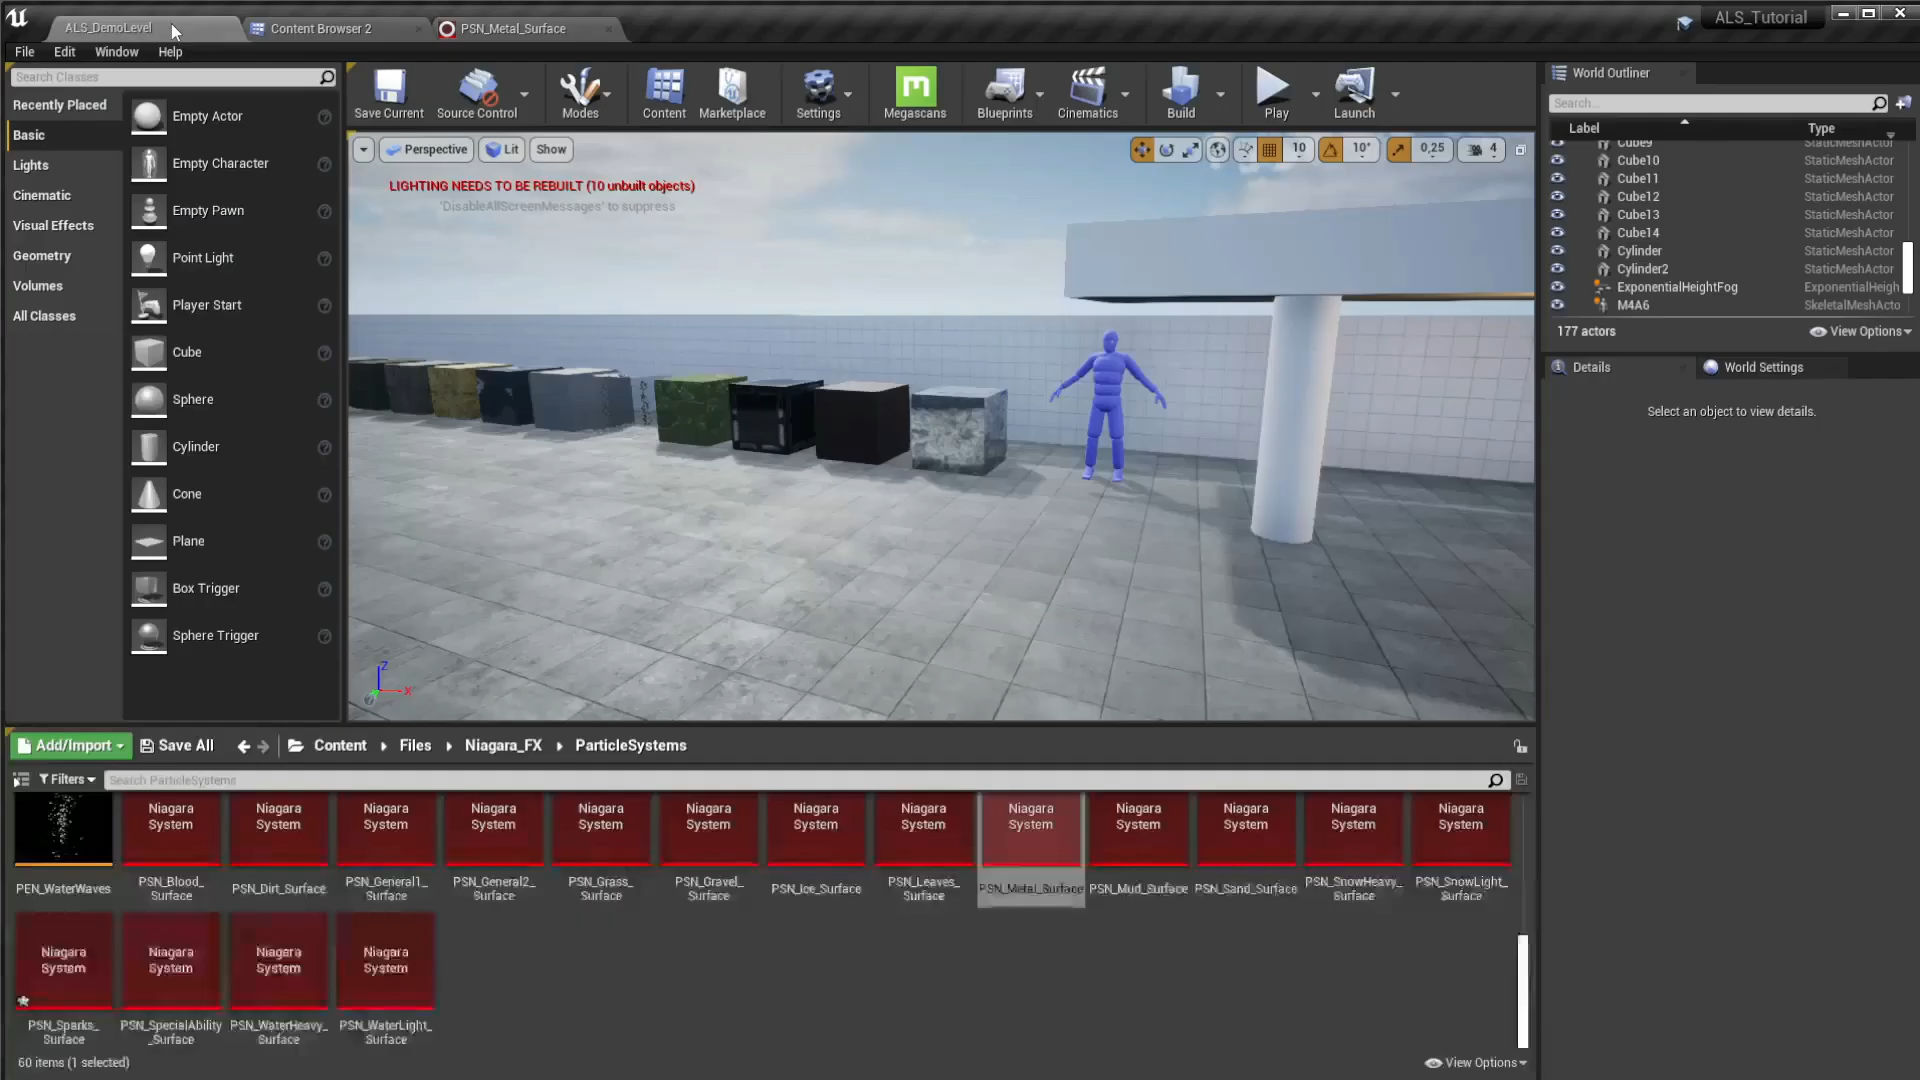 ALS_DemoLevel
Content Browser 2
PSN_Metal_Surface
ALS_Tutorial
File Edit Window Help
Search Classes
Recently Placed
Basic
Lights
Cinematic
Visual Effects
Geometry
Volumes
All Classes
Empty Actor
Empty Character
Empty Pawn
Point Light
Player Start
Cube
Sphere
Cylinder
Cone
Plane
Box Trigger
Sphere Trigger
Save Current
Source Control
Modes
Content
Marketplace
Settings
Megascans
Blueprints
Cinematics
Build
Play
Launch
Perspective
Lit
Show
10
10°
0,25
4
LIGHTING NEEDS TO BE REBUILT (10 unbuilt objects)
'DisableAllScreenMessages' to suppress
Z
X
World Outliner
Search...
Label Type
Cube9 StaticMeshActor
Cube10 StaticMeshActor
Cube11 StaticMeshActor
Cube12 StaticMeshActor
Cube13 StaticMeshActor
Cube14 StaticMeshActor
Cylinder StaticMeshActor
Cylinder2 StaticMeshActor
ExponentialHeightFog ExponentialHeigh
M4A6 SkeletalMeshActo
177 actors
View Options
Details
World Settings
Select an object to view details.
Add/Import
Save All
Content
Files
Niagara_FX
ParticleSystems
Filters
Search ParticleSystems
Niagara System
Niagara System
Niagara System
Niagara System
Niagara System
Niagara System
Niagara System
Niagara System
Niagara System
Niagara System
Niagara System
Niagara System
Niagara System
PEN_WaterWaves
PSN_Blood_Surface
PSN_Dirt_Surface
PSN_General1_Surface
PSN_General2_Surface
PSN_Grass_Surface
PSN_Gravel_Surface
PSN_Ice_Surface
PSN_Leaves_Surface
PSN_Metal_Surface
PSN_Mud_Surface
PSN_Sand_Surface
PSN_SnowHeavy_Surface
PSN_SnowLight_Surface
Niagara System
Niagara System
Niagara System
Niagara System
PSN_Sparks_Surface
PSN_SpecialAbility_Surface
PSN_WaterHeavy_Surface
PSN_WaterLight_Surface
60 items (1 selected)
View Options